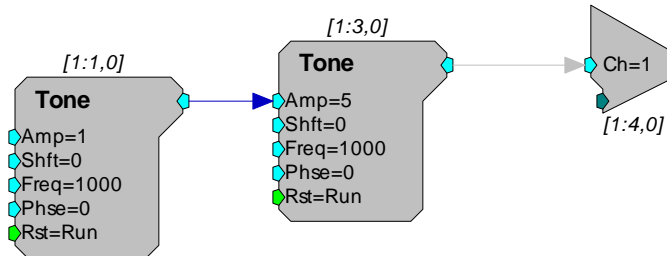 [1:1,0]
Tone
Amp=1
Shft=0
Freq=1000
Phse=0
Rst=Run
[1:3,0]
Tone
Amp=5
Shft=0
Freq=1000
Phse=0
Rst=Run
Ch=1
[1:4,0]